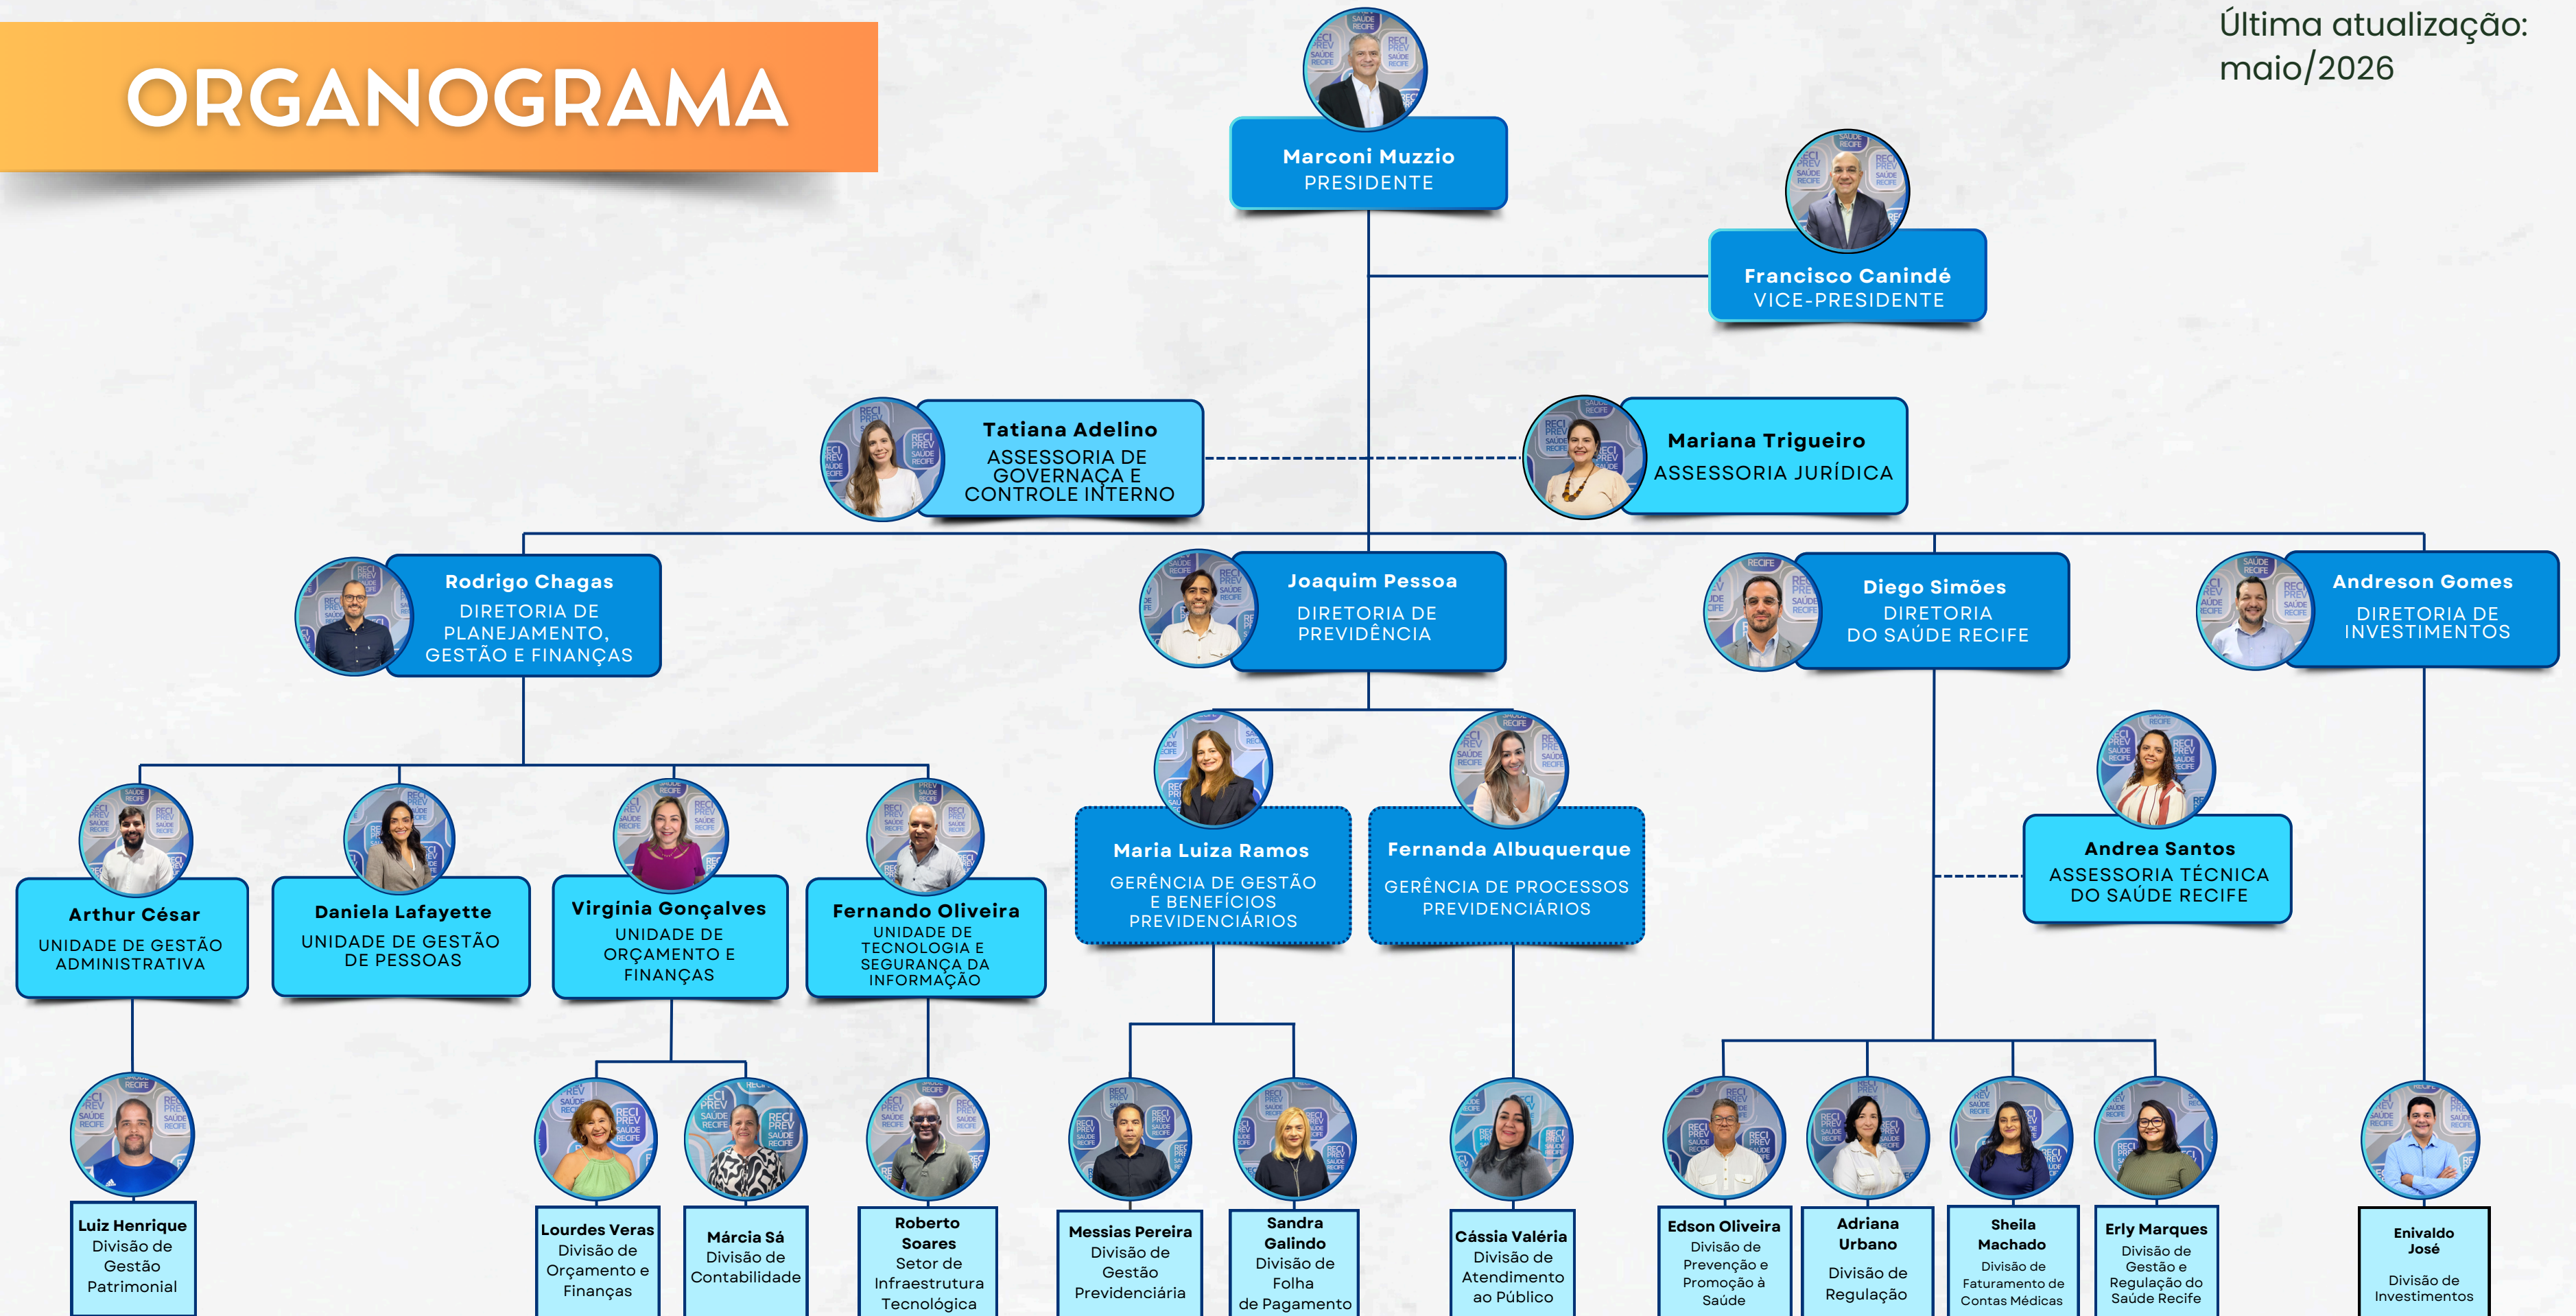 Última atualização:
maio/2026
ORGANOGRAMA
Marconi Muzzio
PRESIDENTE
Francisco Canindé
VICE-PRESIDENTE
Tatiana Adelino
ASSESSORIA DE
GOVERNAÇA E
CONTROLE INTERNO
Mariana Trigueiro
ASSESSORIA JURÍDICA
Rodrigo Chagas
DIRETORIA DE
PLANEJAMENTO,
GESTÃO E FINANÇAS
Joaquim Pessoa
DIRETORIA DE
PREVIDÊNCIA
Diego Simões
DIRETORIA
DO SAÚDE RECIFE
Andreson Gomes
DIRETORIA DE
INVESTIMENTOS
Arthur César
UNIDADE DE GESTÃO
ADMINISTRATIVA
Daniela Lafayette
UNIDADE DE GESTÃO
DE PESSOAS
Virgínia Gonçalves
UNIDADE DE
ORÇAMENTO E
FINANÇAS
Fernando Oliveira
UNIDADE DE
TECNOLOGIA E
SEGURANÇA DA
INFORMAÇÃO
Maria Luiza Ramos
GERÊNCIA DE GESTÃO
E BENEFÍCIOS
PREVIDENCIÁRIOS
Fernanda Albuquerque
GERÊNCIA DE PROCESSOS
PREVIDENCIÁRIOS
Andrea Santos
ASSESSORIA TÉCNICA
DO SAÚDE RECIFE
Luiz Henrique
Divisão de
Gestão
Patrimonial
Lourdes Veras
Divisão de
Orçamento e
Finanças
Márcia Sá
Divisão de
Contabilidade
Roberto
Soares
Setor de
Infraestrutura
Tecnológica
Messias Pereira
Divisão de
Gestão
Previdenciária
Sandra
Galindo
Divisão de
Folha
de Pagamento
Cássia Valéria
Divisão de
Atendimento
ao Público
Edson Oliveira
Divisão de
Prevenção e
Promoção à
Saúde
Adriana
Urbano
Divisão de
Regulação
Sheila
Machado
Divisão de
Faturamento de
Contas Médicas
Erly Marques
Divisão de
Gestão e
Regulação do
Saúde Recife
Enivaldo
José
Divisão de
Investimentos